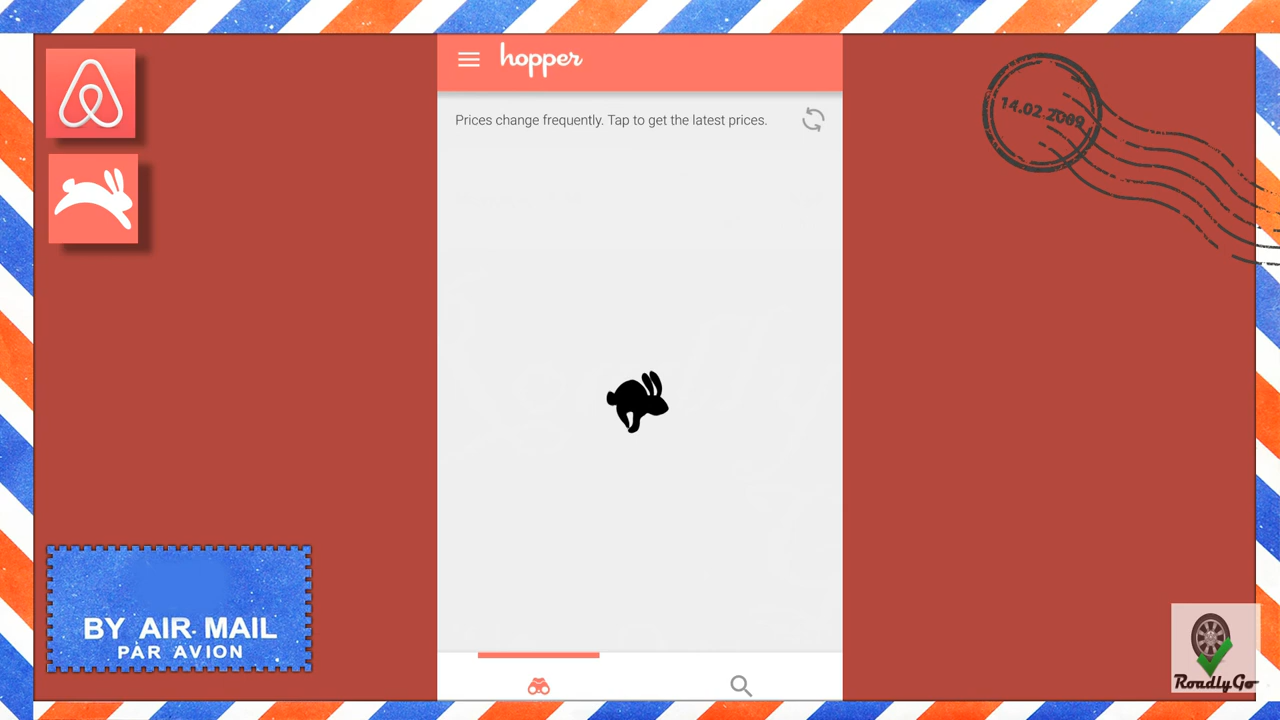 hopper
Prices change frequently. Tap to get the latest prices.
14.02.2009
BY AIR MAIL
PAR AVION
RoadlyGo